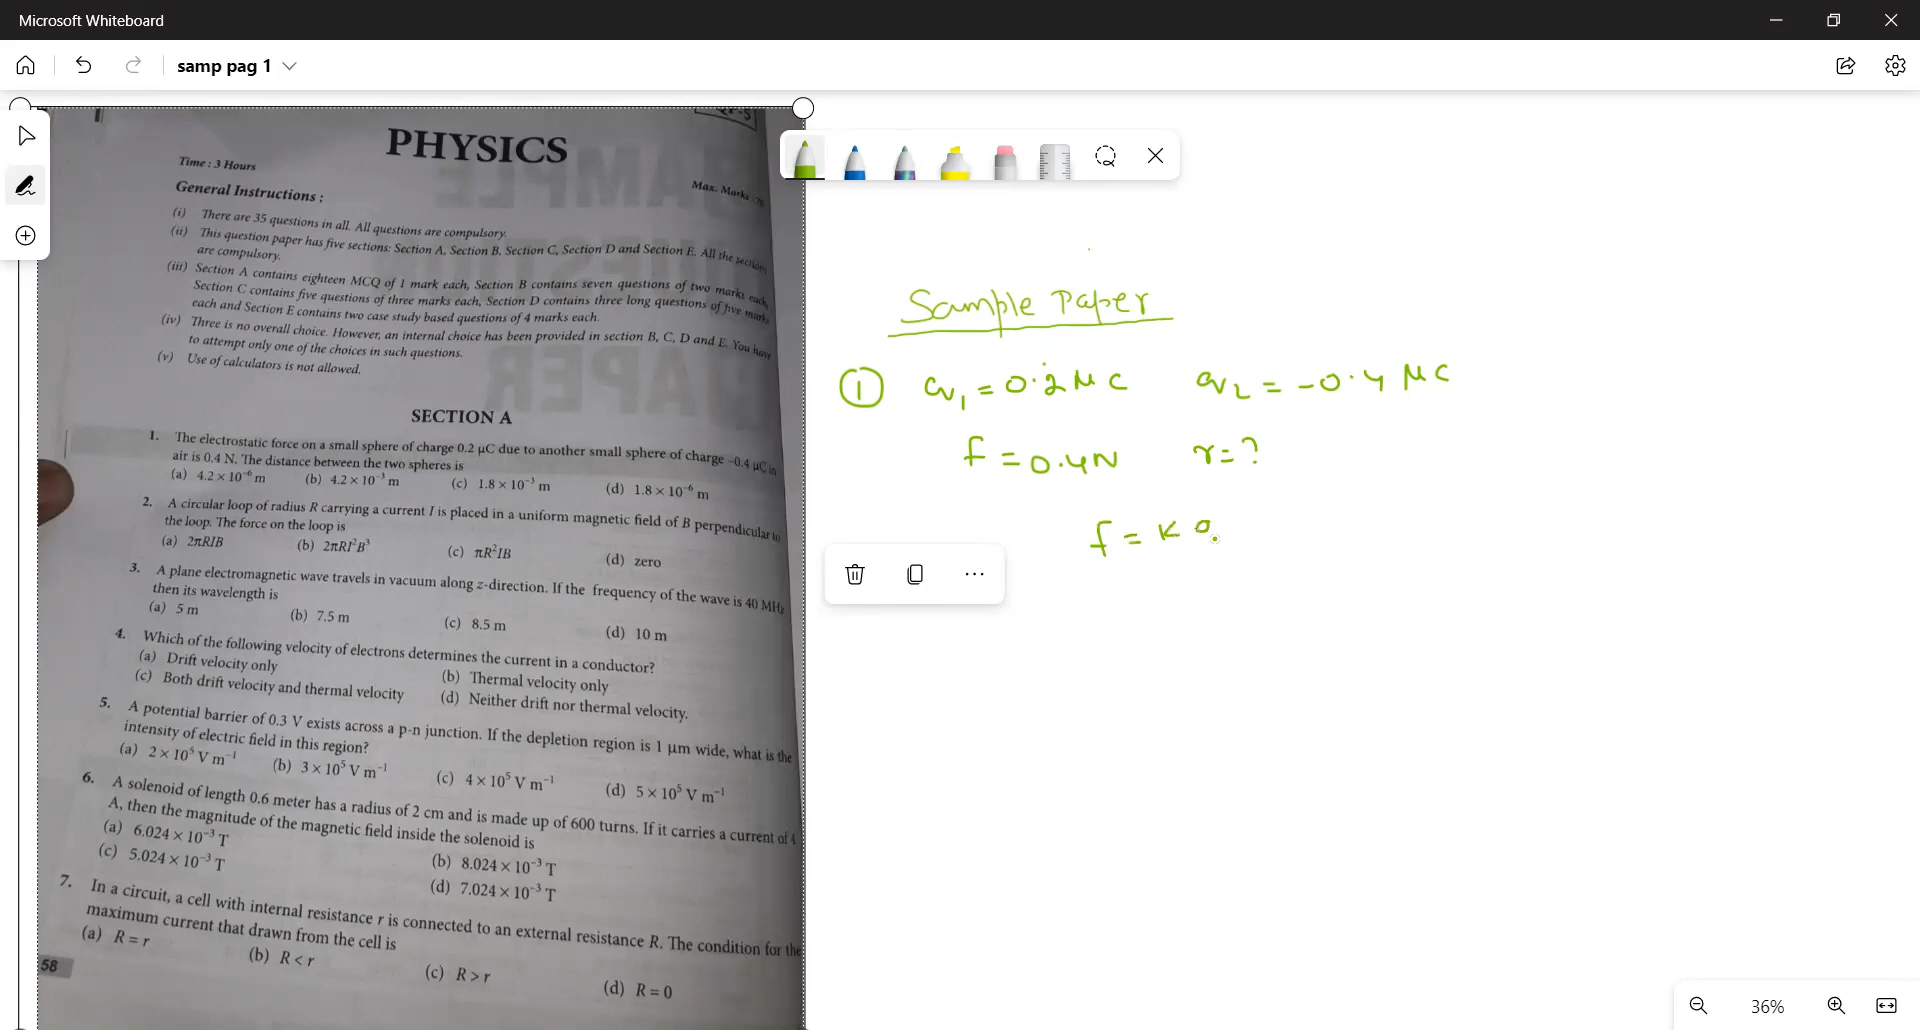 Microsoft Whiteboard
samp pag 1
PHYSICS
Time : 3 Hours
Max. Marks : 70
General Instructions :
(i) There are 35 questions in all. All questions are compulsory.
(ii) This question paper has five sections: Section A, Section B, Section C, Section D and Section E. All the sections
are compulsory.
(iii) Section A contains eighteen MCQ of 1 mark each, Section B contains seven questions of two marks each,
Section C contains five questions of three marks each, Section D contains three long questions of five marks
each and Section E contains two case study based questions of 4 marks each.
(iv) Three is no overall choice. However, an internal choice has been provided in section B, C, D and E. You have
to attempt only one of the choices in such questions.
(v) Use of calculators is not allowed.
SECTION A
1. The electrostatic force on a small sphere of charge 0.2 μC due to another small sphere of charge –0.4 μC in
air is 0.4 N. The distance between the two spheres is
(a) 4.2 × 10⁻⁶ m (b) 4.2 × 10⁻³ m (c) 1.8 × 10⁻³ m (d) 1.8 × 10⁻⁶ m
2. A circular loop of radius R carrying a current I is placed in a uniform magnetic field of B perpendicular to
the loop. The force on the loop is
(a) 2πRIB (b) 2πRI²B³ (c) πR²IB (d) zero
3. A plane electromagnetic wave travels in vacuum along z-direction. If the frequency of the wave is 40 MHz
then its wavelength is
(a) 5 m (b) 7.5 m (c) 8.5 m (d) 10 m
4. Which of the following velocity of electrons determines the current in a conductor?
(a) Drift velocity only (b) Thermal velocity only
(c) Both drift velocity and thermal velocity (d) Neither drift nor thermal velocity.
5. A potential barrier of 0.3 V exists across a p-n junction. If the depletion region is 1 μm wide, what is the
intensity of electric field in this region?
(a) 2 × 10⁵ V m⁻¹ (b) 3 × 10⁵ V m⁻¹ (c) 4 × 10⁵ V m⁻¹ (d) 5 × 10⁵ V m⁻¹
6. A solenoid of length 0.6 meter has a radius of 2 cm and is made up of 600 turns. If it carries a current of 4
A, then the magnitude of the magnetic field inside the solenoid is
(a) 6.024 × 10⁻³ T (b) 8.024 × 10⁻³ T
(c) 5.024 × 10⁻³ T (d) 7.024 × 10⁻³ T
7. In a circuit, a cell with internal resistance r is connected to an external resistance R. The condition for the
maximum current that drawn from the cell is
(a) R = r (b) R < r (c) R > r (d) R = 0
58
Sample Paper
① q₁ = 0.2 μC q₂ = -0.4 μC
f = 0.4N r = ?
f = K
36%